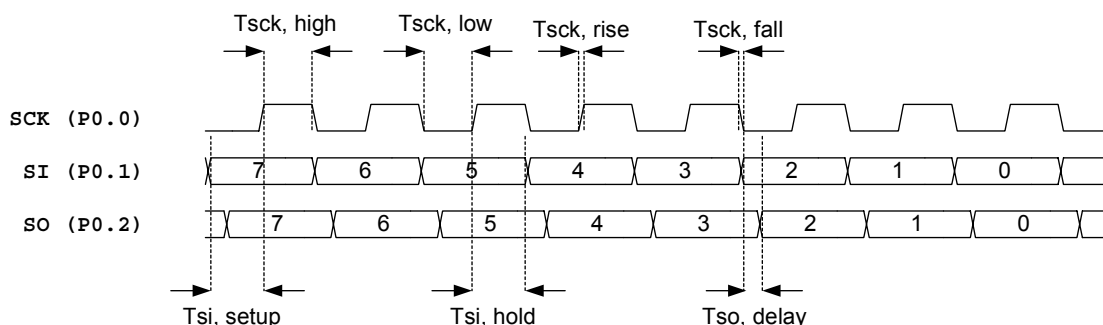 Tsck, high Tsck, low Tsck, rise Tsck, fall
SCK (P0.0)
SI (P0.1) 7 6 5 4 3 2 1 0
SO (P0.2) 7 6 5 4 3 2 1 0
Tsi, setup Tsi, hold Tso, delay